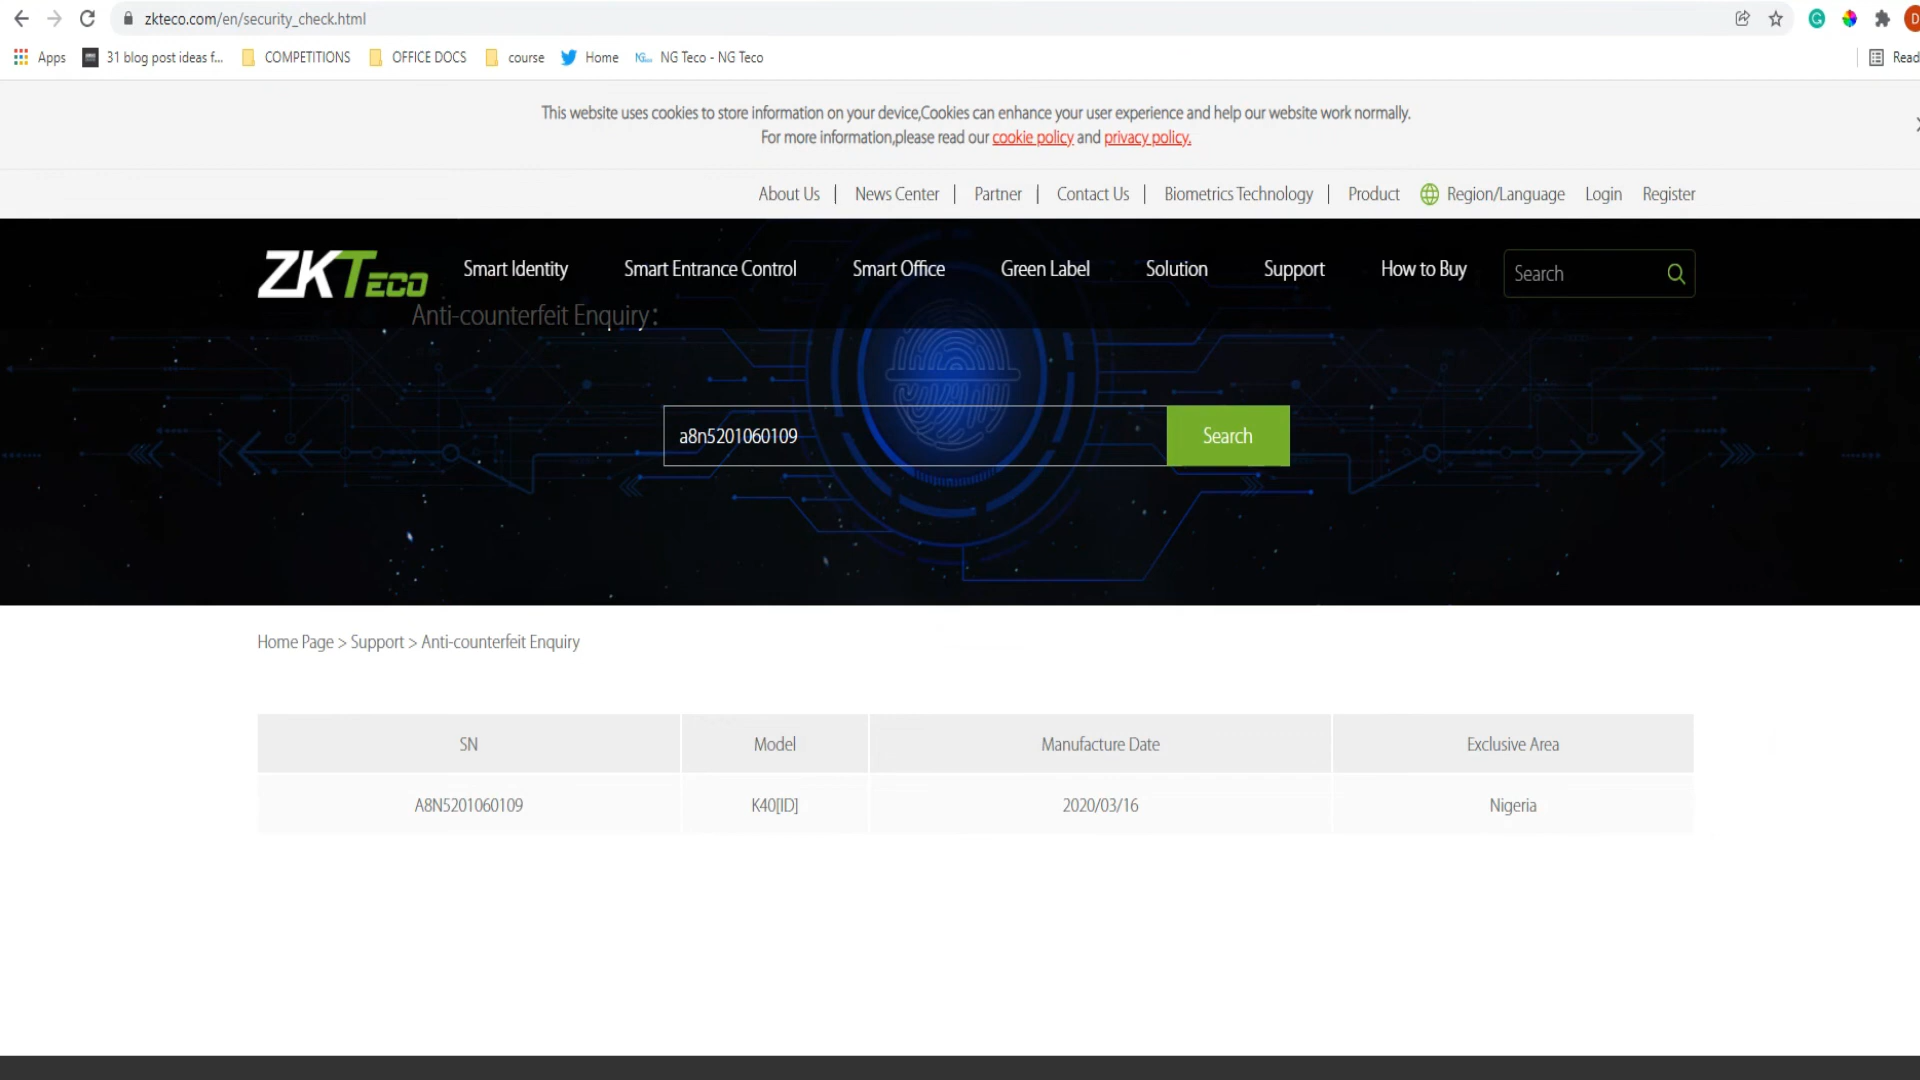 zkteco.com/en/security_check.html
Apps 31 blog post ideas f... COMPETITIONS OFFICE DOCS course Home NG Teco - NG Teco Read
This website uses cookies to store information on your device,Cookies can enhance your user experience and help our website work normally.
For more information,please read our cookie policy and privacy policy.
About Us | News Center | Partner | Contact Us | Biometrics Technology | Product Region/Language Login Register
ZKTECO Smart Identity Smart Entrance Control Smart Office Green Label Solution Support How to Buy Search
Anti-counterfeit Enquiry:
a8n5201060109 Search
Home Page > Support > Anti-counterfeit Enquiry
SN Model Manufacture Date Exclusive Area
A8N5201060109 K40[ID] 2020/03/16 Nigeria